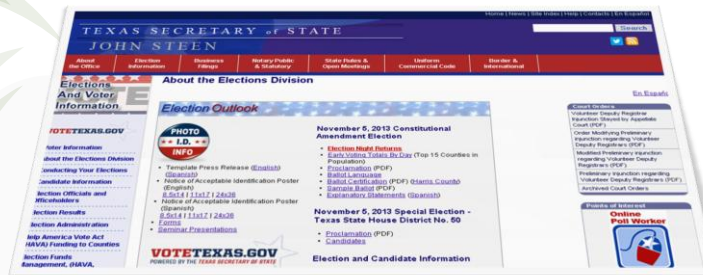 Home | News | Site Index | Help | Contacts | En Español
TEXAS SECRETARY of STATE
JOHN STEEN
Search
About the Office
Election Information
Business Filings
Notary Public & Statutory
State Rules & Open Meetings
Uniform Commercial Code
Border & International
Elections
And Voter
Information
VOTE
About the Elections Division
En Español
VOTETEXAS.GOV
Voter Information
About the Elections Division
Conducting Your Elections
Candidate Information
Election Officials and
Officeholders
Election Results
Election Administration
Help America Vote Act
(HAVA) Funding to Counties
Election Funds
Management, (HAVA,
Election Outlook
PHOTO
I.D.
INFO
• Template Press Release (English)
(Spanish)
• Notice of Acceptable Identification Poster
(English)
8.5x14 | 11x17 | 24x36
• Notice of Acceptable Identification Poster
(Spanish)
8.5x14 | 11x17 | 24x36
• Forms
• Seminar Presentations
VOTETEXAS.GOV
POWERED BY THE TEXAS SECRETARY OF STATE
November 5, 2013 Constitutional
Amendment Election
• Election Night Returns
• Early Voting Totals By Day (Top 15 Counties in
Population)
• Proclamation (PDF)
• Ballot Language
• Ballot Certification (PDF) (Harris County)
• Sample Ballot (PDF)
• Explanatory Statements (Spanish)
November 5, 2013 Special Election -
Texas State House District No. 50
• Proclamation (PDF)
• Candidates
Election and Candidate Information
Court Orders
Volunteer Deputy Registrar
Injunction Stayed by Appellate
Court (PDF)
Order Modifying Preliminary
Injunction regarding Volunteer
Deputy Registrars (PDF)
Modified Preliminary Injunction
regarding Volunteer Deputy
Registrars (PDF)
Preliminary Injunction regarding
Volunteer Deputy Registrars (PDF)
Archived Court Orders
Points of Interest
Online
Poll Worker